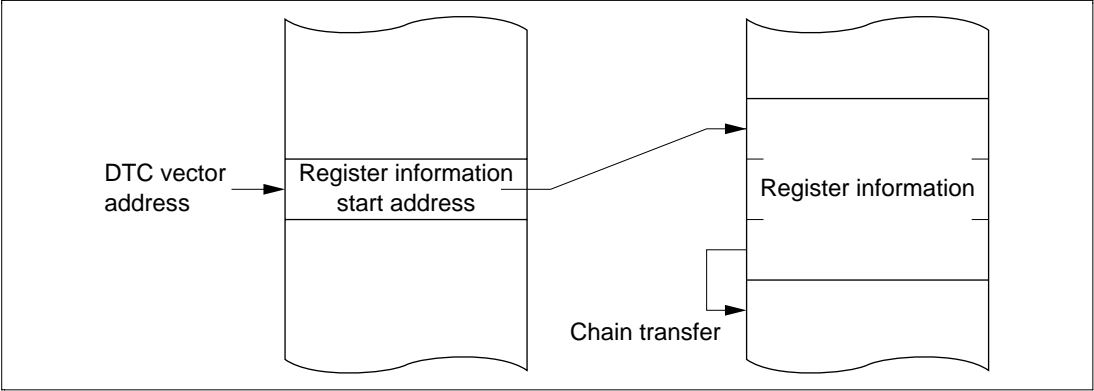 DTC vector
address
Register information
start address
Register information
Chain transfer